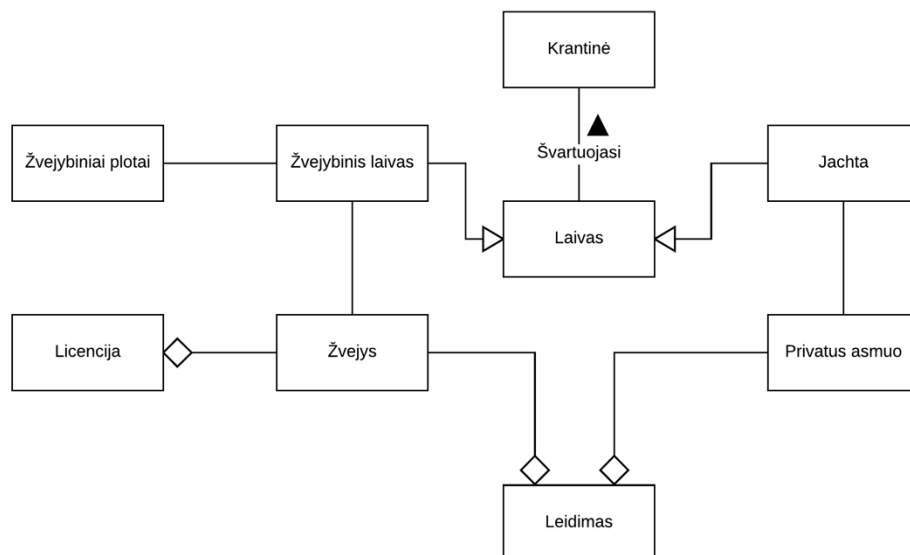 Krantinė
Žvejybiniai plotai
Žvejybinis laivas
Švartuojasi
Jachta
Laivas
Licencija
Žvejys
Privatus asmuo
Leidimas